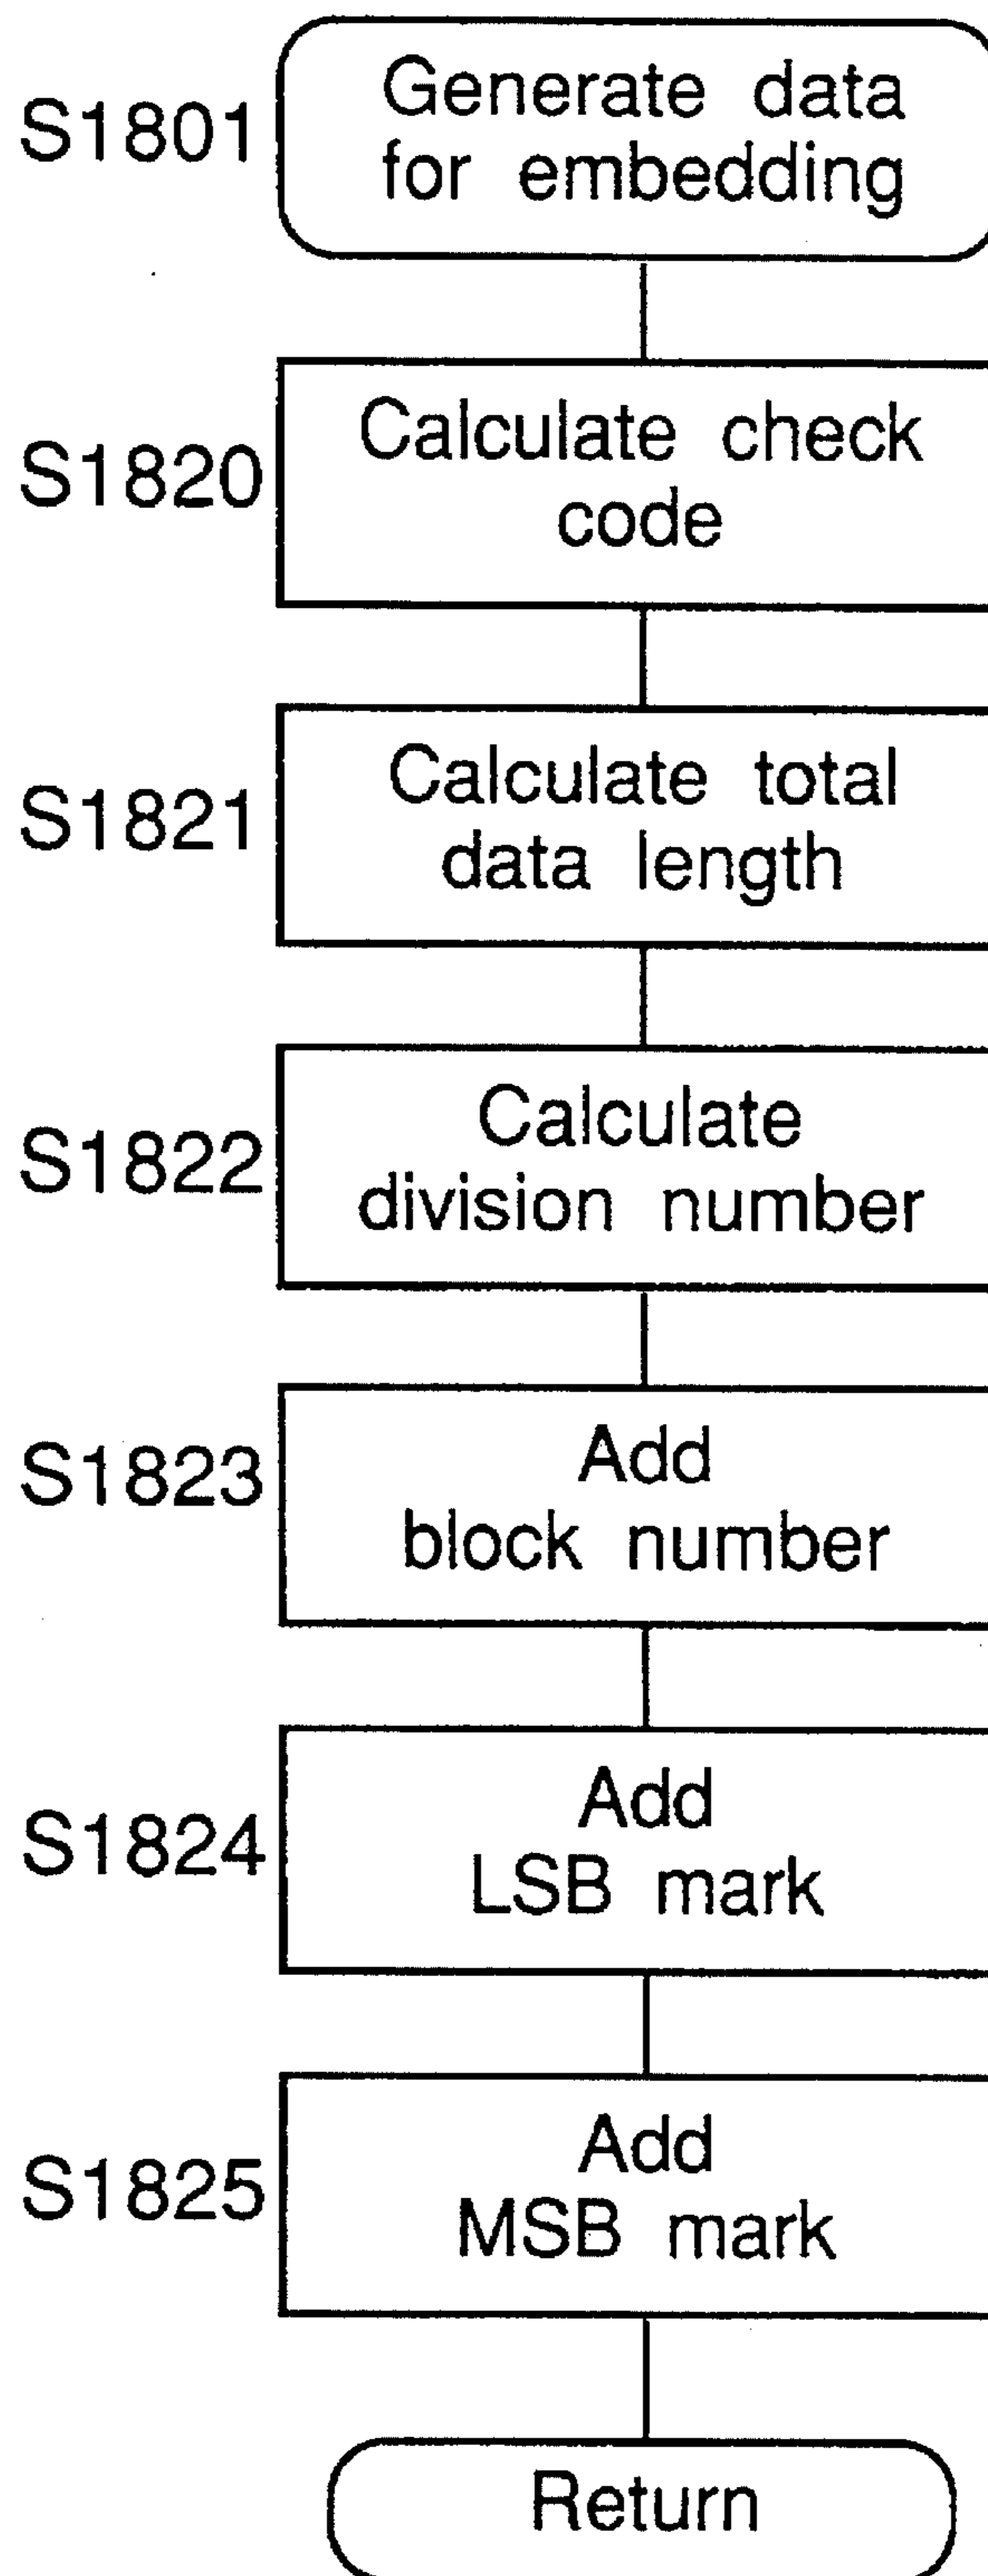 S1801
Generate data
for embedding
S1820
Calculate check
code
S1821
Calculate total
data length
S1822
Calculate
division number
S1823
Add
block number
S1824
Add
LSB mark
S1825
Add
MSB mark
Return